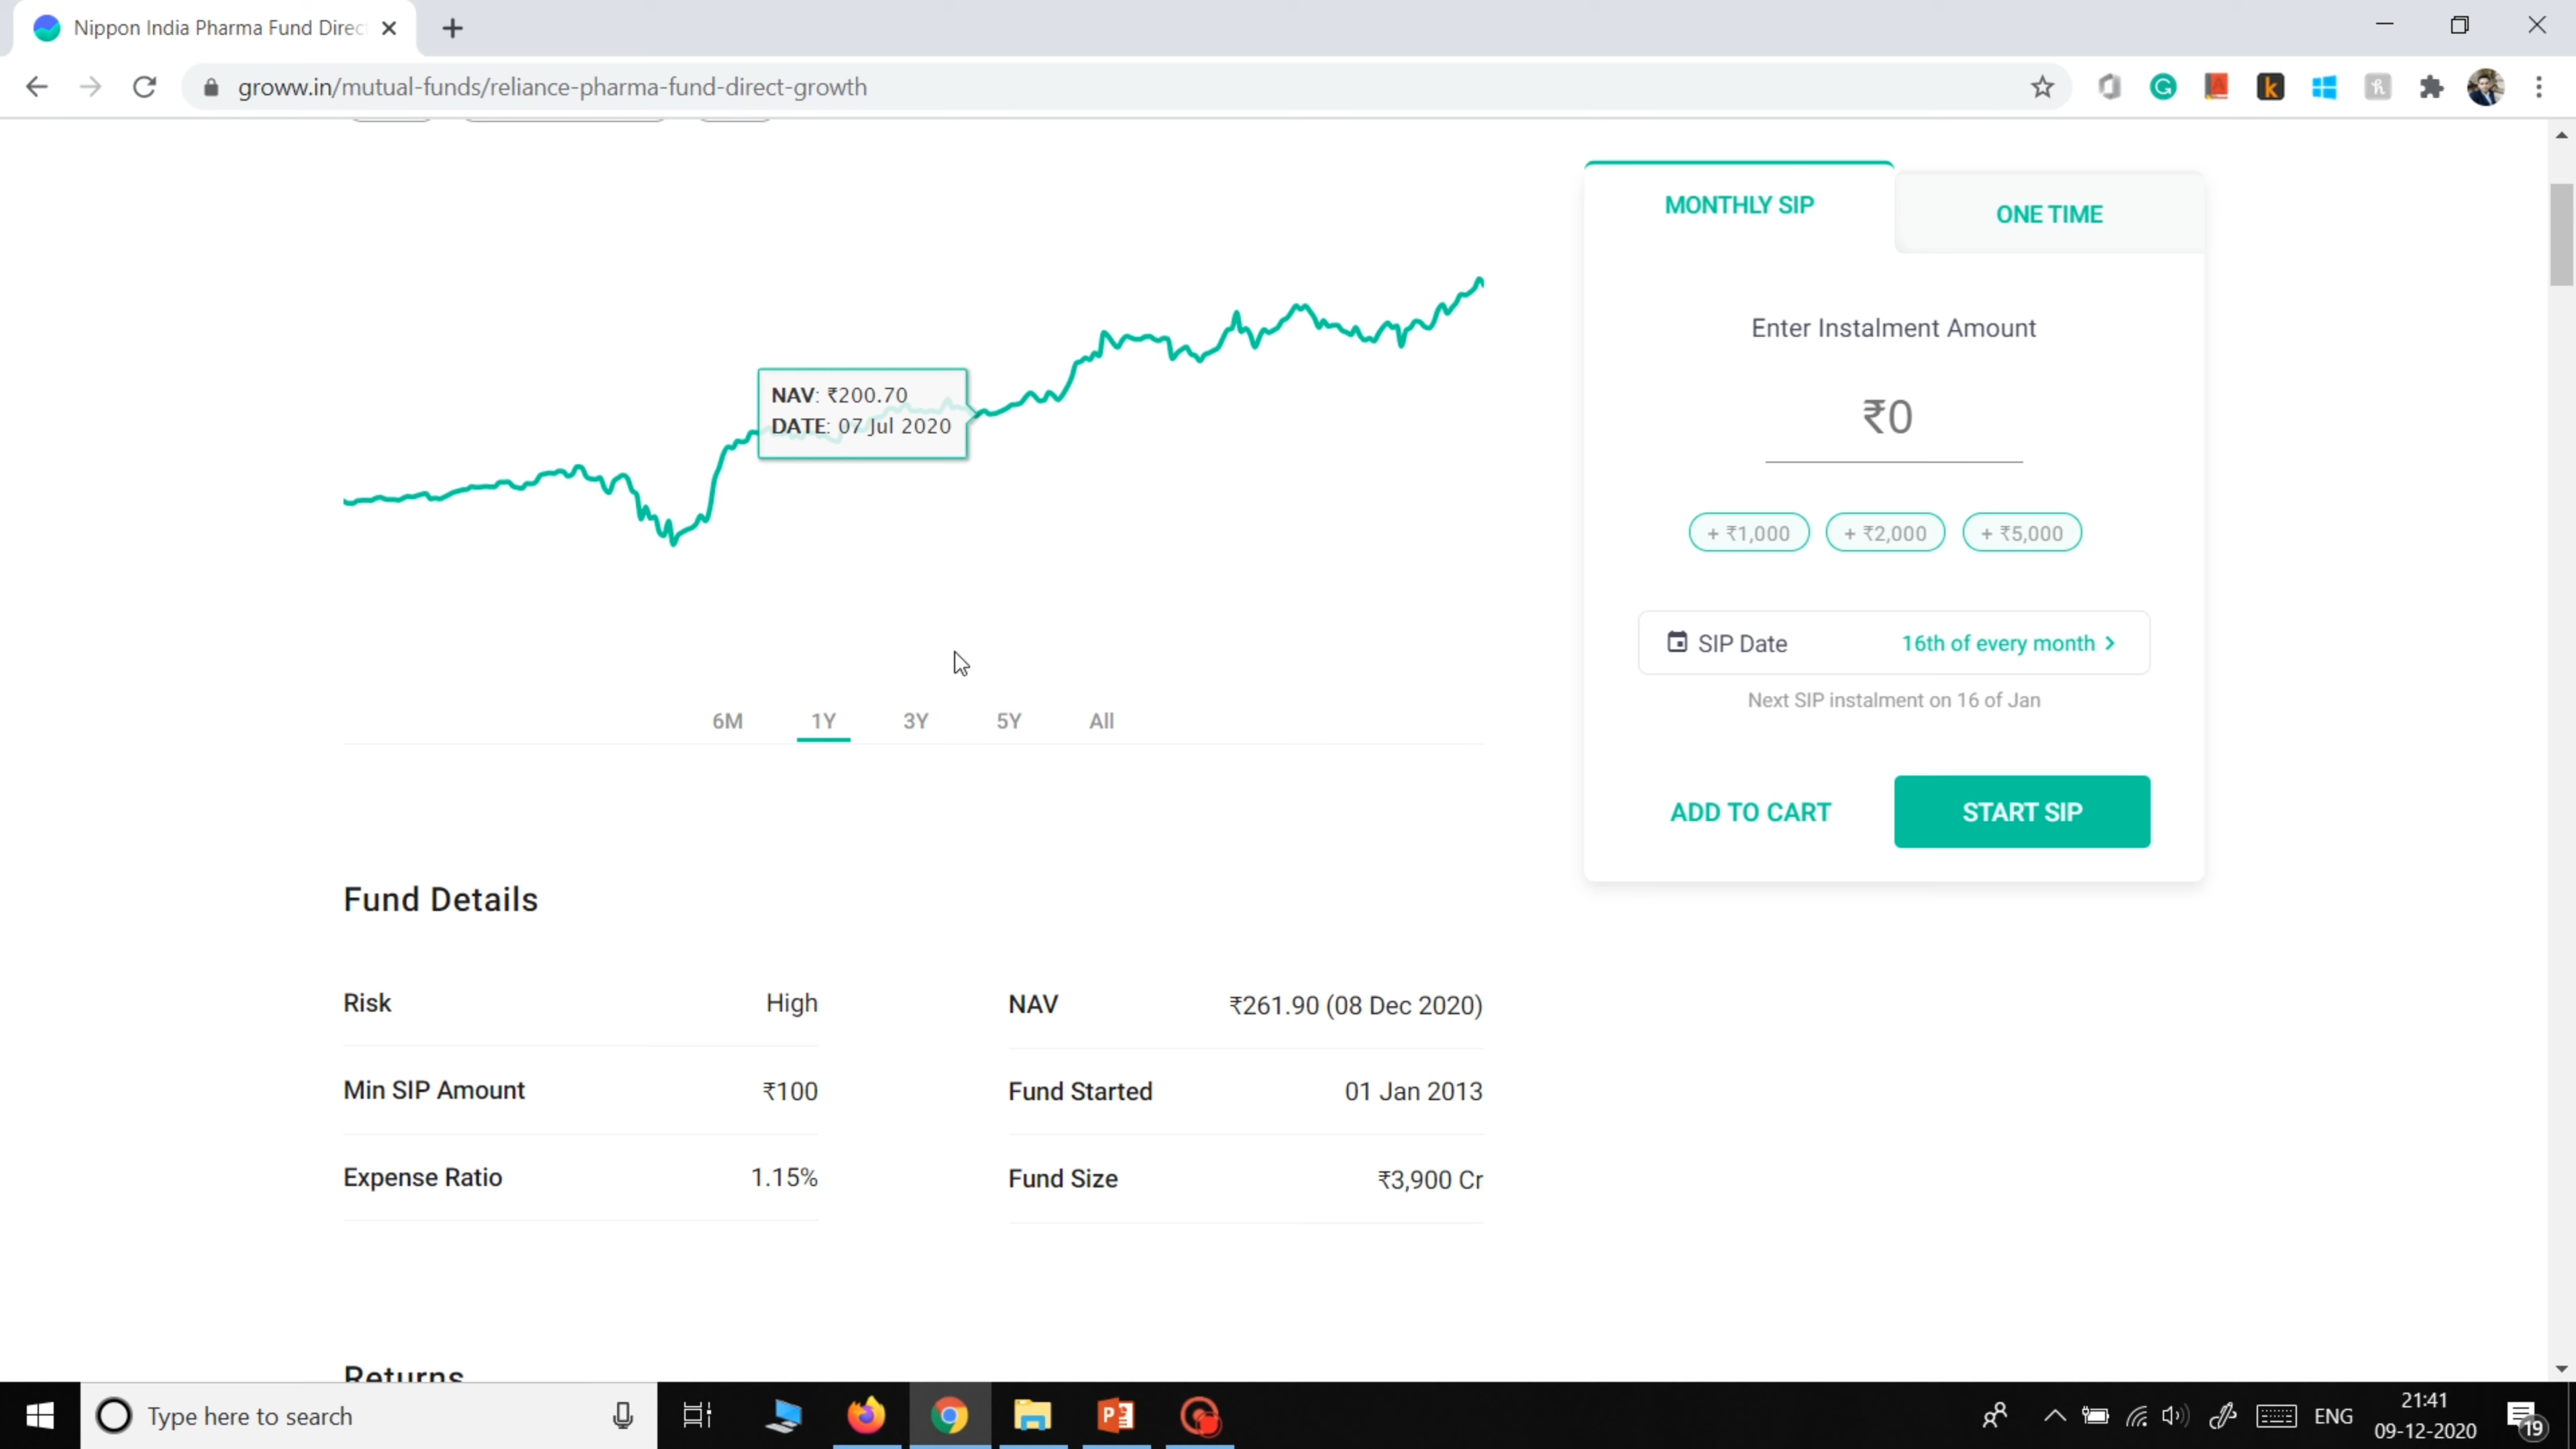 Nippon India Pharma Fund Direc
groww.in/mutual-funds/reliance-pharma-fund-direct-growth
MONTHLY SIP
ONE TIME
Enter Instalment Amount
₹0
+ ₹1,000
+ ₹2,000
+ ₹5,000
SIP Date
16th of every month
Next SIP instalment on 16 of Jan
ADD TO CART
START SIP
NAV: ₹200.70
DATE: 07 Jul 2020
6M
1Y
3Y
5Y
All
Fund Details
Risk High
NAV ₹261.90 (08 Dec 2020)
Min SIP Amount ₹100
Fund Started 01 Jan 2013
Expense Ratio 1.15%
Fund Size ₹3,900 Cr
Returns
Type here to search
ENG
21:41
09-12-2020
19